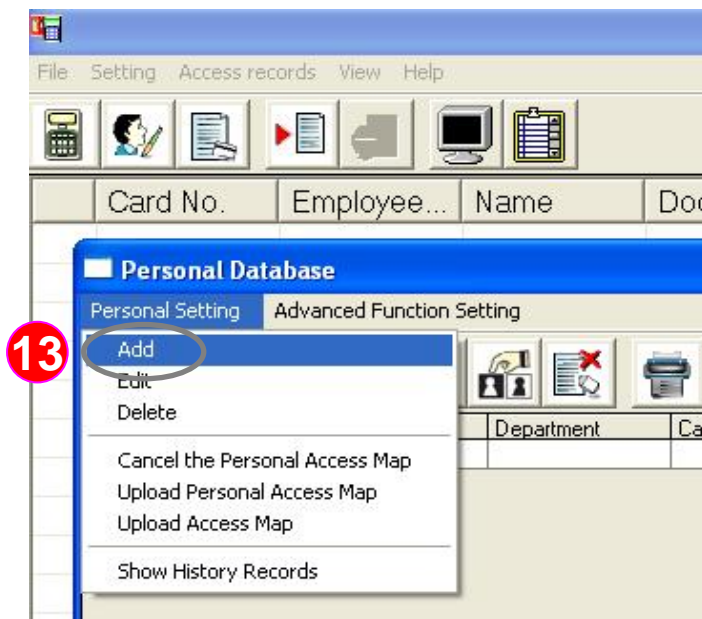 File Setting Access records View Help
Card No. Employee... Name Doo
Personal Database
Personal Setting Advanced Function Setting
13 Add
Edit
Delete
Department Ca
Cancel the Personal Access Map
Upload Personal Access Map
Upload Access Map
Show History Records